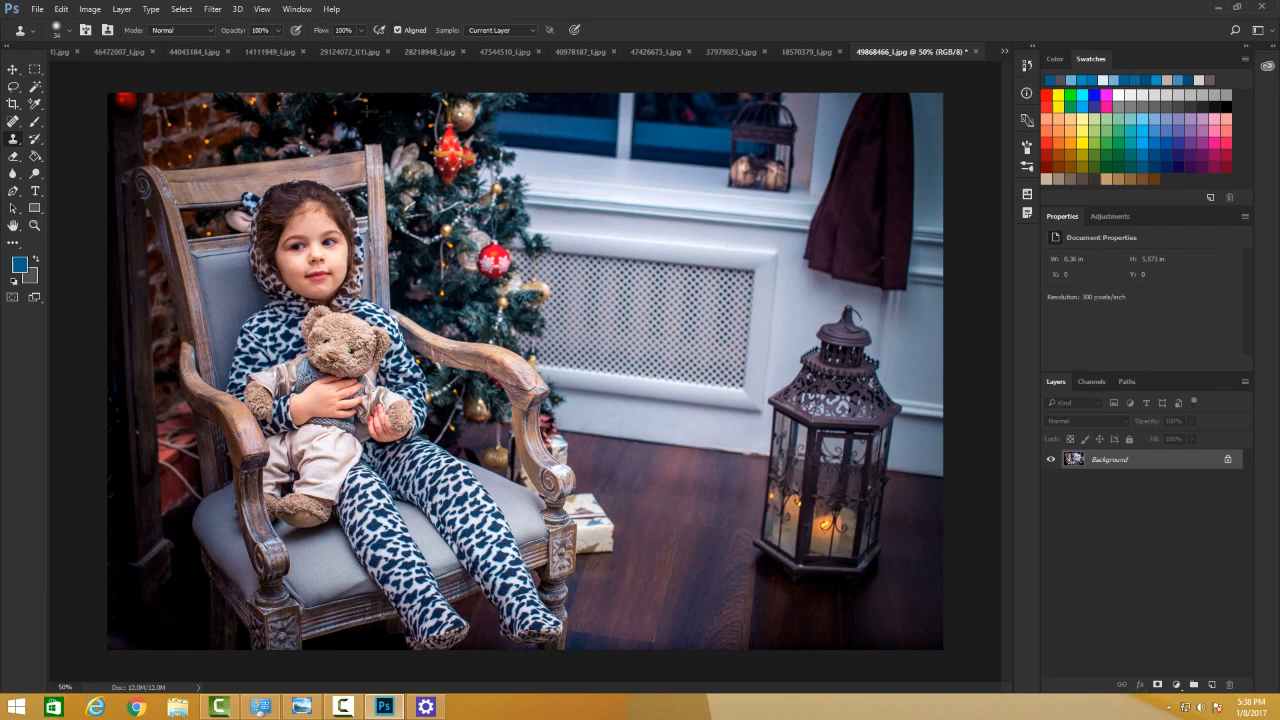 Ps File Edit Image Layer Type Select Filter 3D View Window Help
34 Mode: Normal Opacity: 100% Flow: 100% Aligned Sample: Current Layer
l).jpg × 46472007_l.jpg × 44043184_l.jpg × 14111949_l.jpg × 29124072_l(1).jpg × 28218948_l.jpg × 47544510_l.jpg × 40978187_l.jpg × 47426673_l.jpg × 37979023_l.jpg × 18570379_l.jpg × 49868466_l.jpg @ 50% (RGB/8) * ×
Color Swatches
Properties Adjustments
Document Properties
W: 8.36 in H: 5.573 in
X: 0 Y: 0
Resolution: 300 pixels/inch
Layers Channels Paths
Kind
Normal Opacity: 100%
Lock: Fill: 100%
Background
fx
50% Doc: 12.0M/12.0M
Ps
5:38 PM
1/8/2017